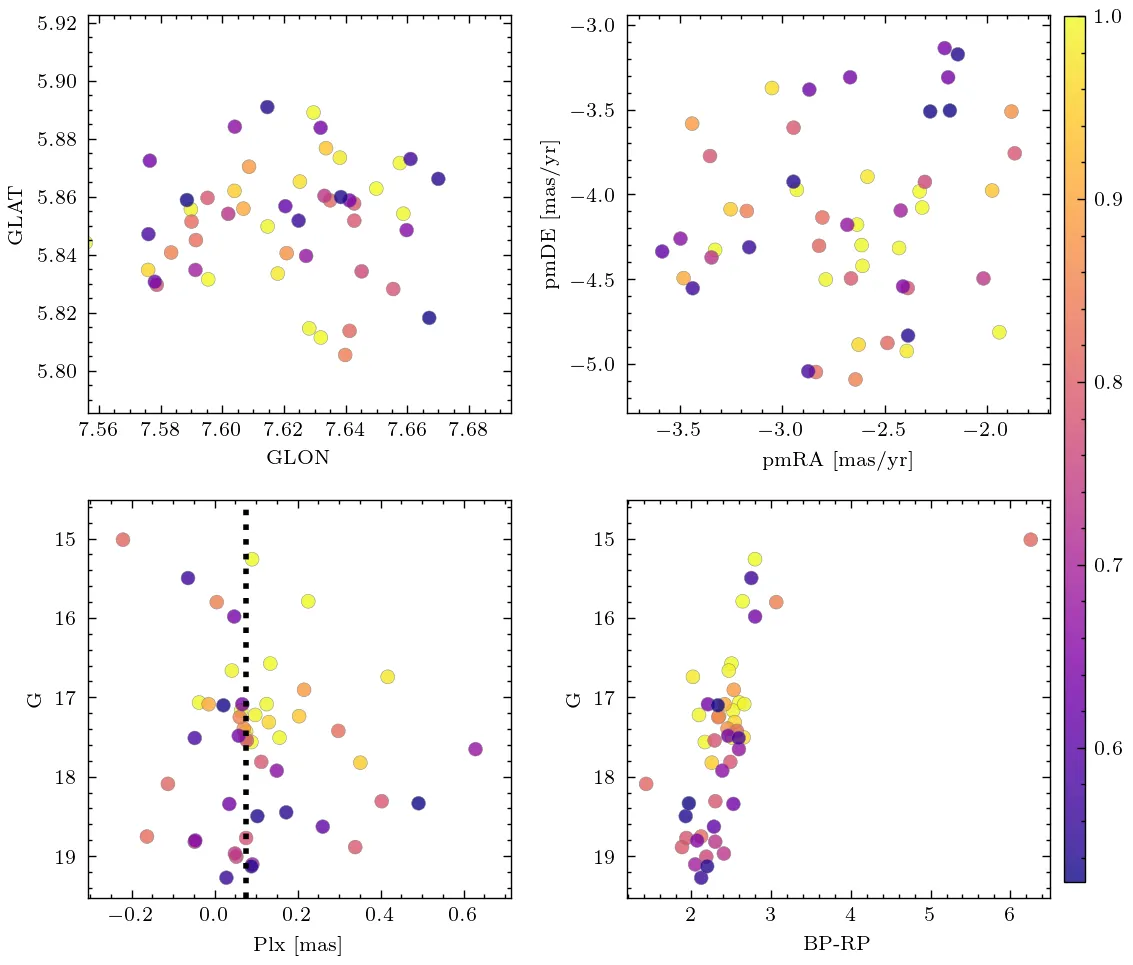 5.92
5.90
5.88
5.86
5.84
5.82
5.80
GLAT
7.56 7.58 7.60 7.62 7.64 7.66 7.68
GLON
−3.0
−3.5
−4.0
−4.5
−5.0
pmDE [mas/yr]
−3.5 −3.0 −2.5 −2.0
pmRA [mas/yr]
1.0
0.9
0.8
0.7
0.6
15
16
17
18
19
G
−0.2 0.0 0.2 0.4 0.6
Plx [mas]
15
16
17
18
19
G
2 3 4 5 6
BP-RP